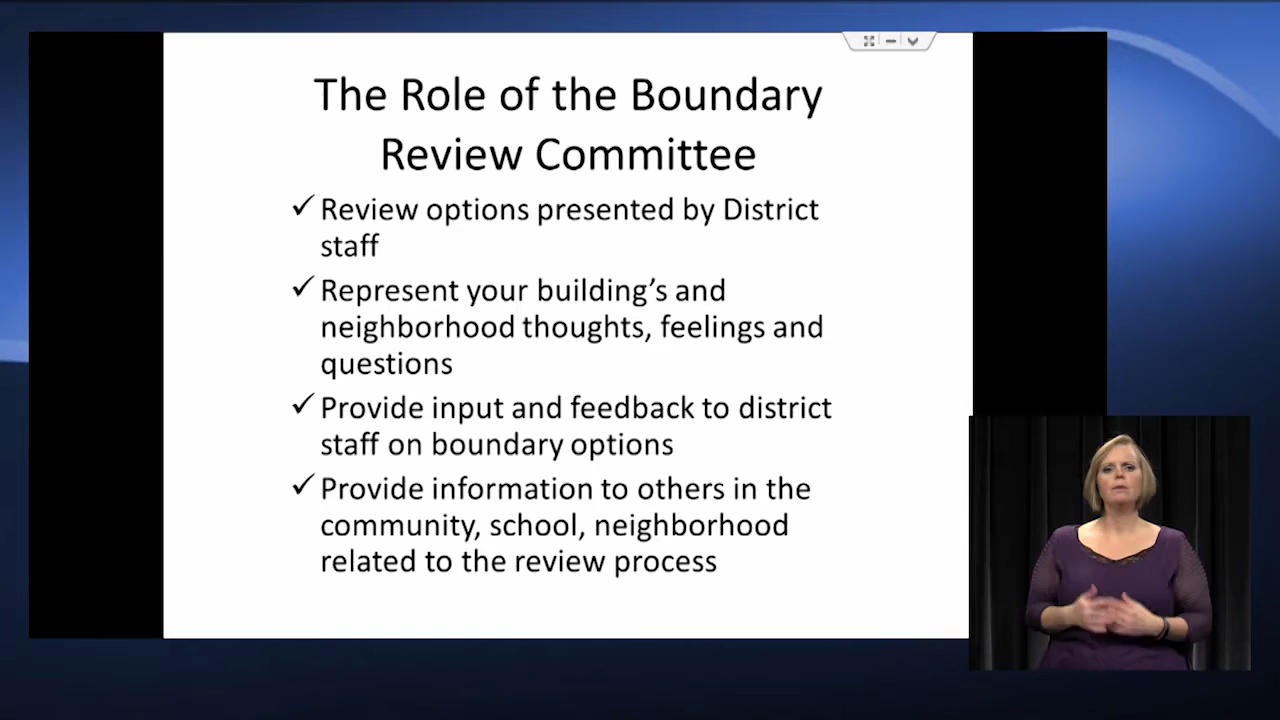 The Role of the Boundary
Review Committee
✓ Review options presented by District
staff
✓ Represent your building’s and
neighborhood thoughts, feelings and
questions
✓ Provide input and feedback to district
staff on boundary options
✓ Provide information to others in the
community, school, neighborhood
related to the review process